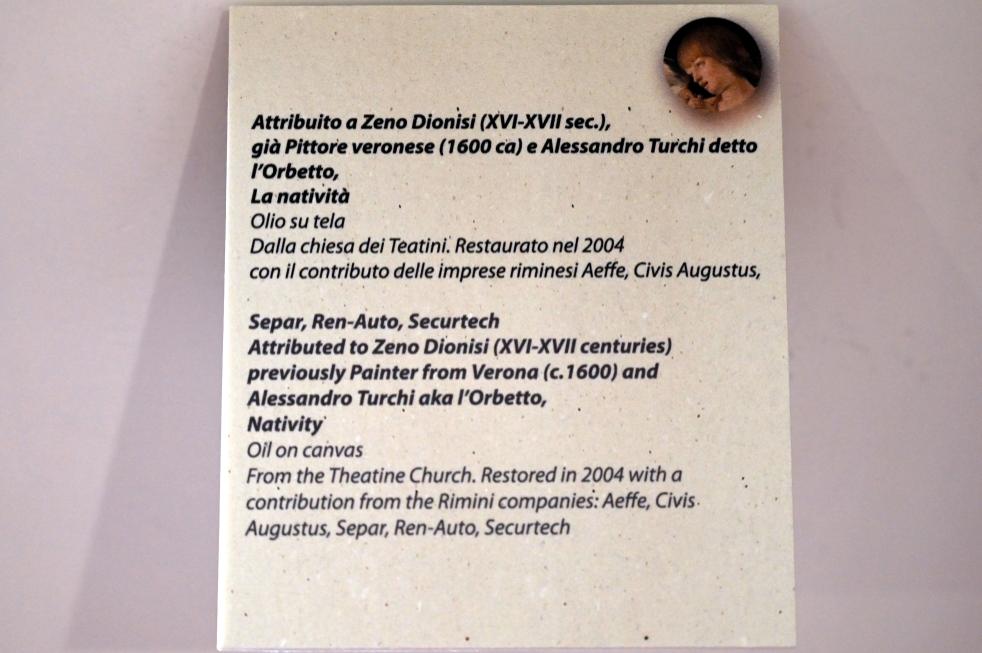 Attribuito a Zeno Dionisi (XVI-XVII sec.),
già Pittore veronese (1600 ca) e Alessandro Turchi detto
l'Orbetto,
La natività
Olio su tela
Dalla chiesa dei Teatini. Restaurato nel 2004
con il contributo delle imprese riminesi Aeffe, Civis Augustus,
Separ, Ren-Auto, Securtech
Attributed to Zeno Dionisi (XVI-XVII centuries)
previously Painter from Verona (c.1600) and
Alessandro Turchi aka l'Orbetto,
Nativity
Oil on canvas
From the Theatine Church. Restored in 2004 with a
contribution from the Rimini companies: Aeffe, Civis
Augustus, Separ, Ren-Auto, Securtech